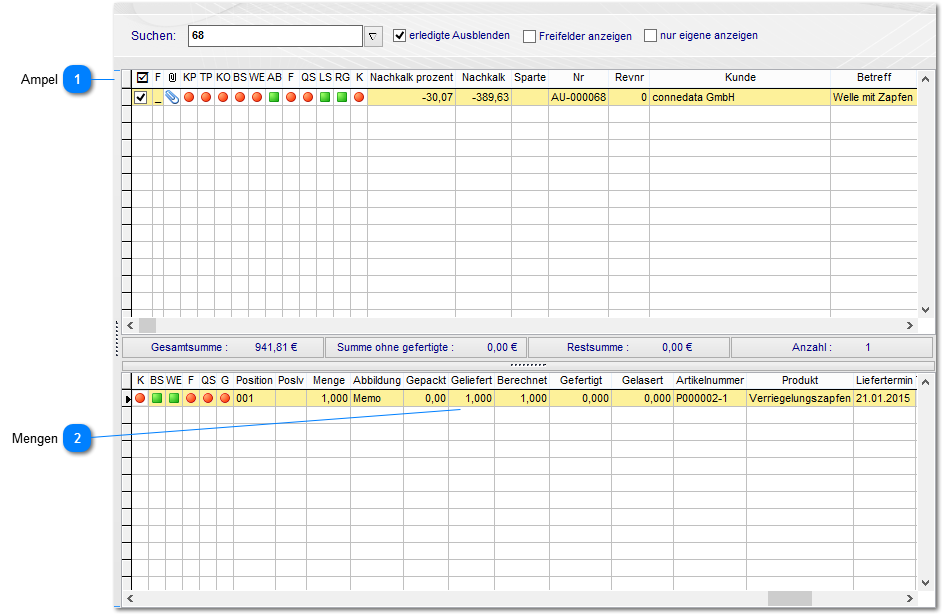 Suchen: 68 erledigte Ausblenden Freifelder anzeigen nur eigene anzeigen
Ampel 1
F KP TP KO BS WE AB F QS LS RG K Nachkalk prozent Nachkalk Sparte Nr Revnr Kunde Betreff
_ -30,07 -389,63 AU-000068 0 connedata GmbH Welle mit Zapfen
Gesamtsumme : 941,81 € Summe ohne gefertigte : 0,00 € Restsumme : 0,00 € Anzahl : 1
K BS WE F QS G Position Poslv Menge Abbildung Gepackt Geliefert Berechnet Gefertigt Gelasert Artikelnummer Produkt Liefertermin
001 1,000 Memo 0,00 1,000 1,000 0,000 0,000 P000002-1 Verriegelungszapfen 21.01.2015
Mengen 2